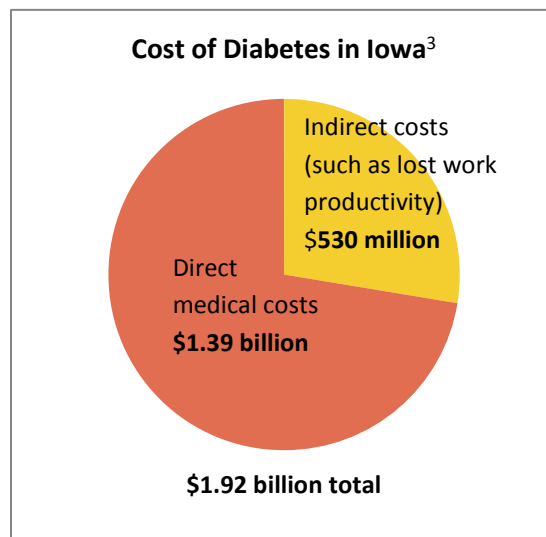 Cost of Diabetes in Iowa³
Indirect costs
(such as lost work
productivity)
$530 million
Direct
medical costs
$1.39 billion
$1.92 billion total